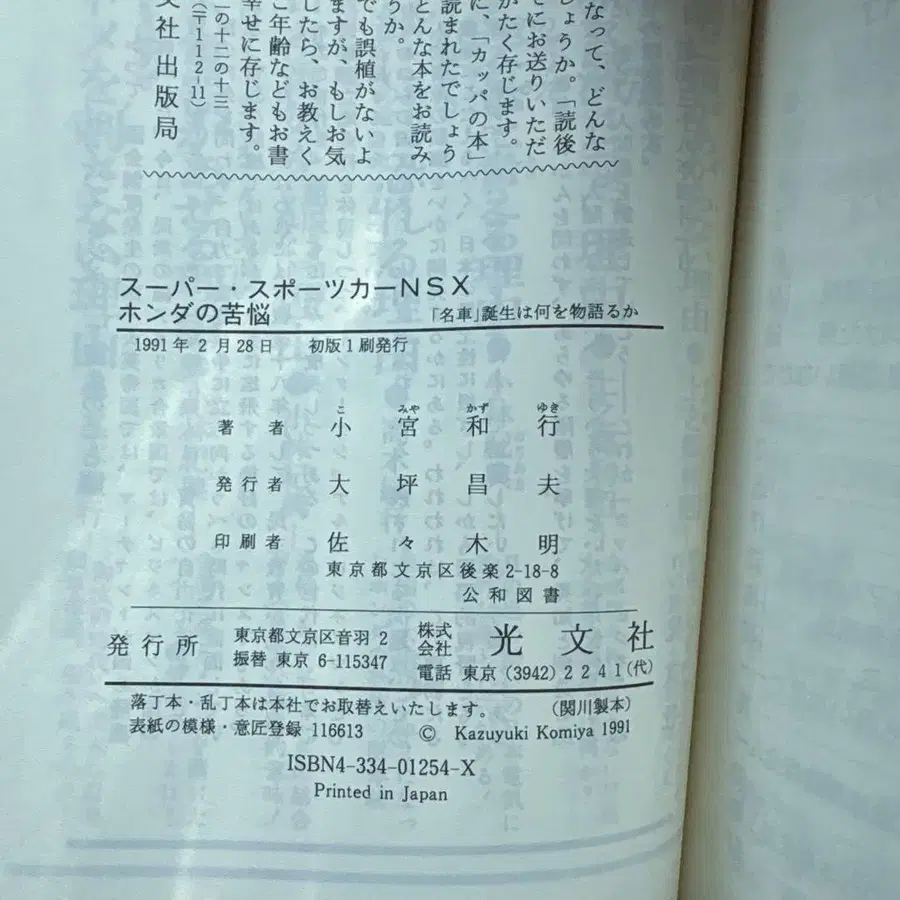 なって、どんな
しょうか。「読後
てにお送りいただ
がたく存じます。
に、「カッパの本」
読まれたでしょう
どんな本をお読み
うか。
でも誤植がないよ
ますが、もしお気
したら、お教えく
ご年齢などもお書
幸せに存じます。
の十二の十三
(〒112-11)
文社 出版局
スーパー・スポーツカーNSX
ホンダの苦悩 「名車」誕生は何を物語るか
1991年2月28日 初版1刷発行
こ みや かず ゆき
著者 小宮和行
発行者 大坪昌夫
印刷者 佐々木明
東京都文京区後楽2-18-8
公和図書
発行所 東京都文京区音羽2 株式会社 光文社
振替 東京 6-115347 電話 東京 (3942) 2241(代)
落丁本・乱丁本は本社でお取替えいたします。 (関川製本)
表紙の模様・意匠登録 116613 © Kazuyuki Komiya 1991
ISBN4-334-01254-X
Printed in Japan